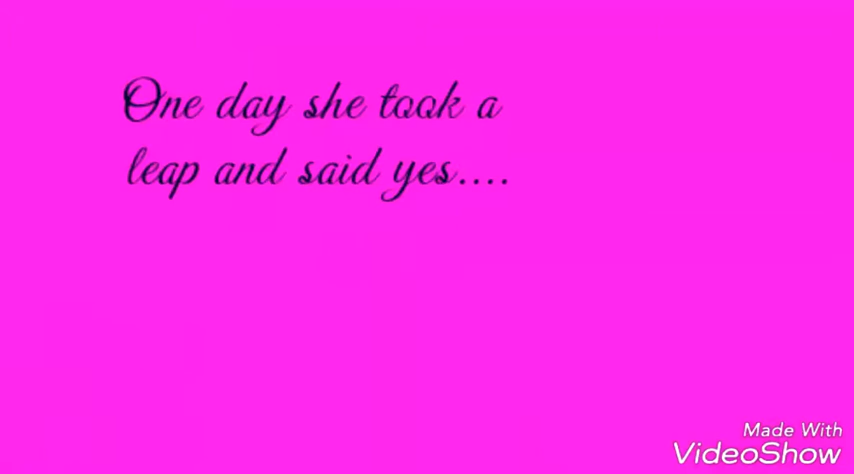 One day she took a
leap and said yes....
Made With
VideoShow